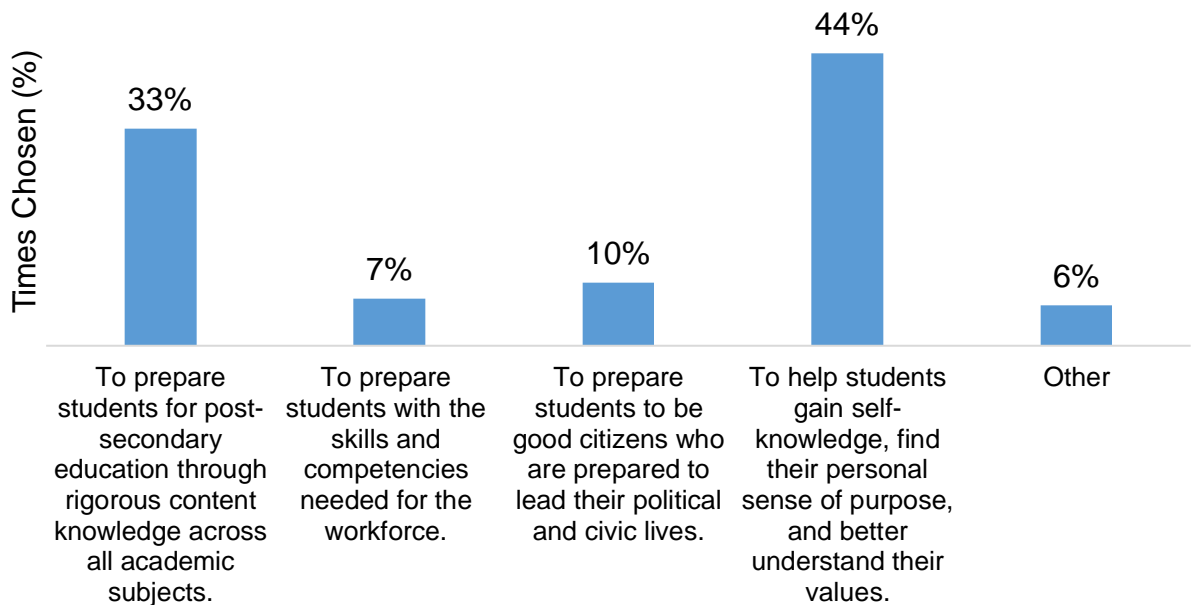 Times Chosen (%)
33%
7%
10%
44%
6%
To prepare
students for post-
secondary
education through
rigorous content
knowledge across
all academic
subjects.
To prepare
students with the
skills and
competencies
needed for the
workforce.
To prepare
students to be
good citizens who
are prepared to
lead their political
and civic lives.
To help students
gain self-
knowledge, find
their personal
sense of purpose,
and better
understand their
values.
Other